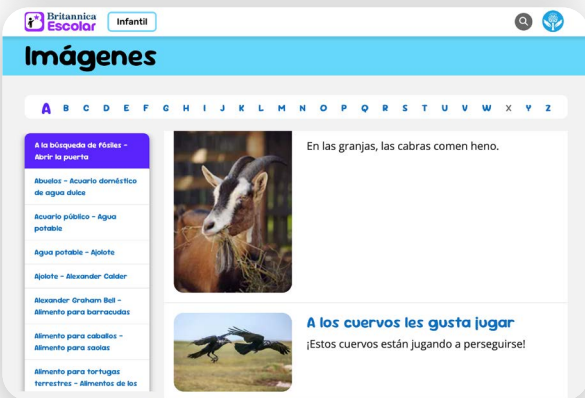 Britannica
Escolar
Infantil
Imágenes
A B C D E F G H I J K L M N O P Q R S T U V W X Y Z
A la búsqueda de fósiles -
Abrir la puerta
Abuelos - Acuario doméstico
de agua dulce
Acuario público - Agua
potable
Agua potable - Ajolote
Ajolote - Alexander Calder
Alexander Graham Bell -
Alimento para barracudas
Alimento para caballos -
Alimento para saolas
Alimento para tortugas
terrestres - Alimentos de los
En las granjas, las cabras comen heno.
A los cuervos les gusta jugar
¡Estos cuervos están jugando a perseguirse!